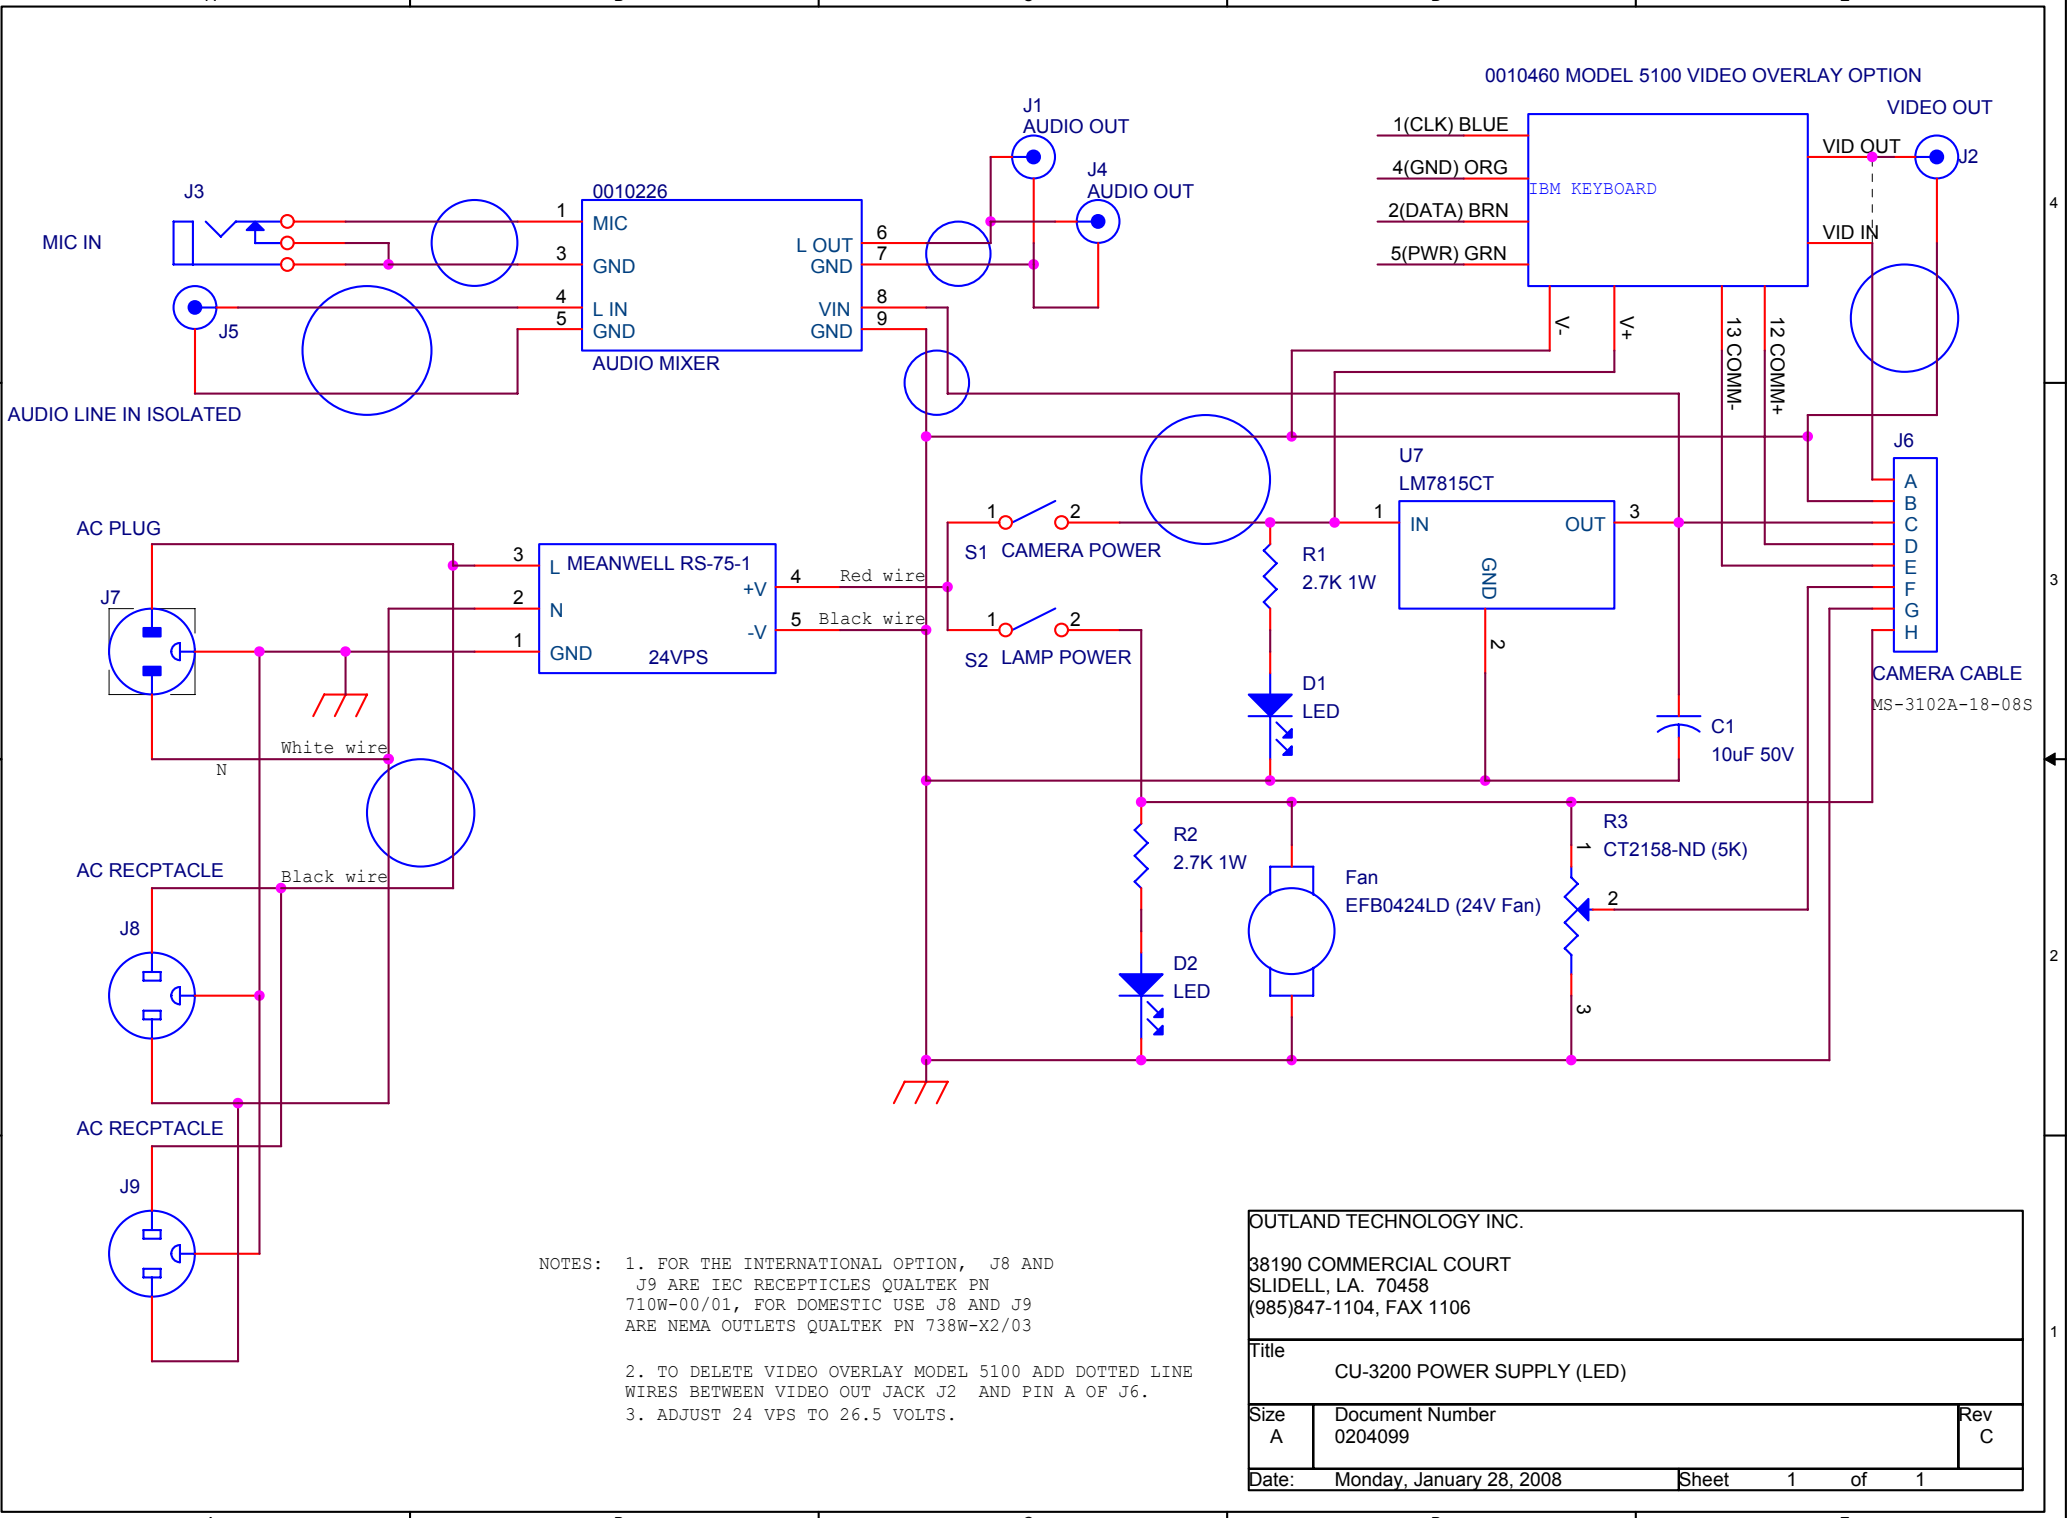 0010460 MODEL 5100 VIDEO OVERLAY OPTION
VIDEO OUT
J1
AUDIO OUT
J4
AUDIO OUT
1(CLK) BLUE
4(GND) ORG
2(DATA) BRN
5(PWR) GRN
IBM KEYBOARD
VID OUT
J2
VID IN
V-
V+
13 COMM-
12 COMM+
J3
MIC IN
0010226
1
MIC
3
GND
4
L IN
5
GND
L OUT
6
GND
7
VIN
8
GND
9
AUDIO MIXER
J5
AUDIO LINE IN ISOLATED
4
3
2
1
AC PLUG
J7
3
L
MEANWELL RS-75-1
2
N
1
GND
24VPS
+V
4
Red wire
-V
5
Black wire
1
2
S1 CAMERA POWER
1
2
S2 LAMP POWER
U7
LM7815CT
1
IN
OUT
3
GND
2
R1
2.7K 1W
D1
LED
C1
10uF 50V
J6
A
B
C
D
E
F
G
H
CAMERA CABLE
MS-3102A-18-08S
White wire
N
AC RECPTACLE
Black wire
J8
AC RECPTACLE
J9
R2
2.7K 1W
D2
LED
Fan
EFB0424LD (24V Fan)
R3
CT2158-ND (5K)
1
2
3
NOTES: 1. FOR THE INTERNATIONAL OPTION, J8 AND
J9 ARE IEC RECEPTICLES QUALTEK PN
710W-00/01, FOR DOMESTIC USE J8 AND J9
ARE NEMA OUTLETS QUALTEK PN 738W-X2/03
2. TO DELETE VIDEO OVERLAY MODEL 5100 ADD DOTTED LINE
WIRES BETWEEN VIDEO OUT JACK J2 AND PIN A OF J6.
3. ADJUST 24 VPS TO 26.5 VOLTS.
OUTLAND TECHNOLOGY INC.
38190 COMMERCIAL COURT
SLIDELL, LA. 70458
(985)847-1104, FAX 1106
Title
CU-3200 POWER SUPPLY (LED)
Size
A
Document Number
0204099
Rev
C
Date: Monday, January 28, 2008
Sheet 1 of 1